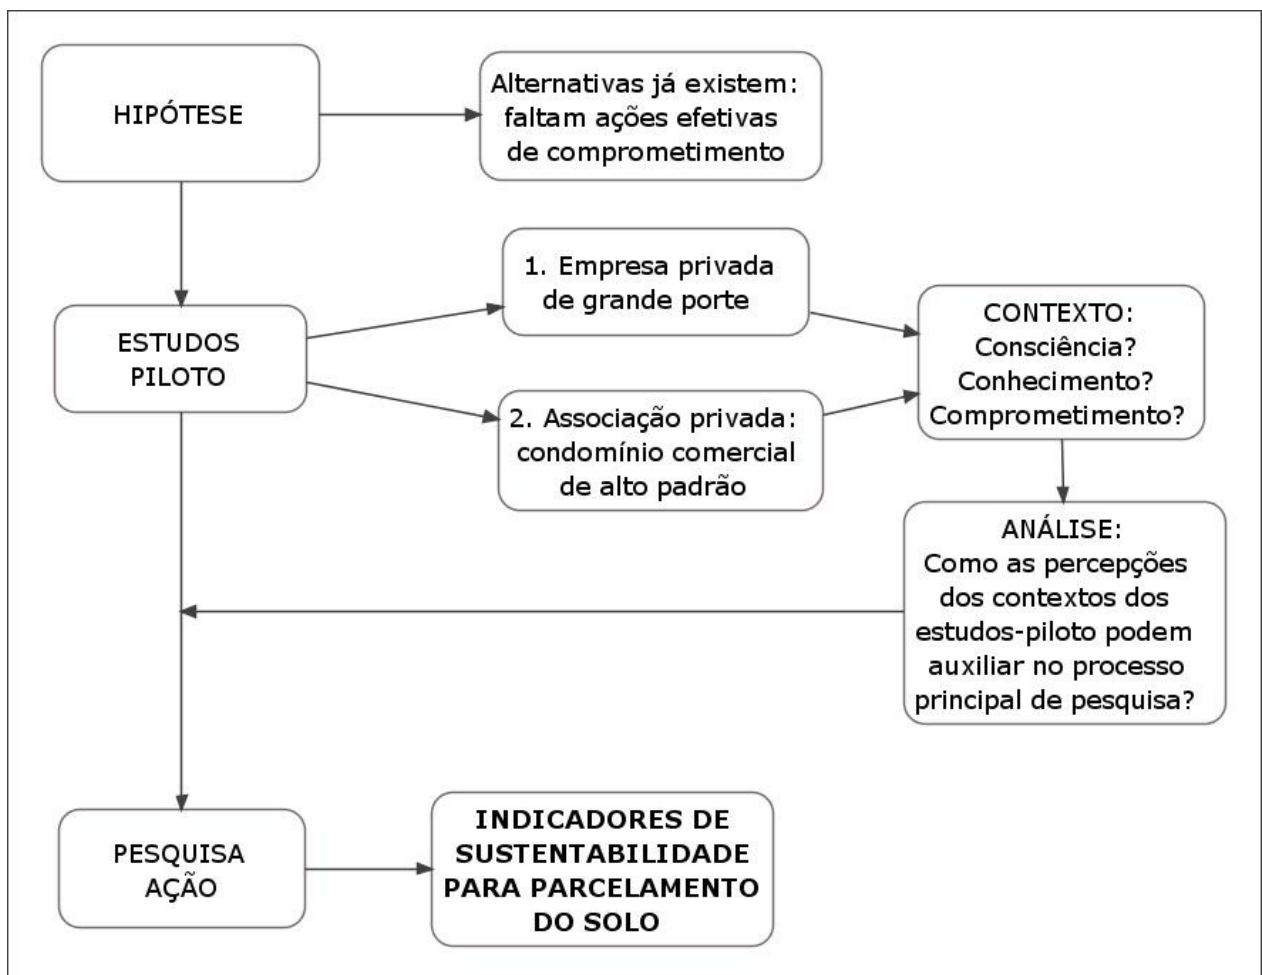 HIPÓTESE
Alternativas já existem:
faltam ações efetivas
de comprometimento
ESTUDOS
PILOTO
1. Empresa privada
de grande porte
2. Associação privada:
condomínio comercial
de alto padrão
CONTEXTO:
Consciência?
Conhecimento?
Comprometimento?
ANÁLISE:
Como as percepções
dos contextos dos
estudos-piloto podem
auxiliar no processo
principal de pesquisa?
PESQUISA
AÇÃO
INDICADORES DE
SUSTENTABILIDADE
PARA PARCELAMENTO
DO SOLO